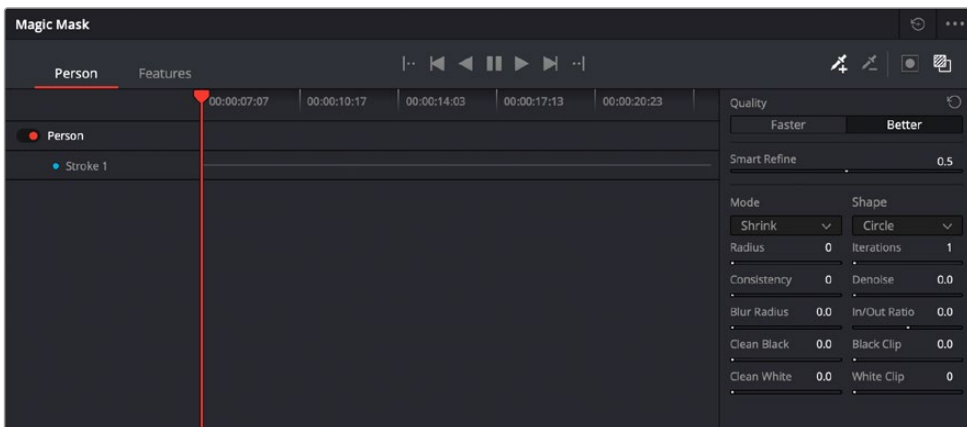 Magic Mask
Person Features
00:00:07:07 00:00:10:17 00:00:14:03 00:00:17:13 00:00:20:23
Person
Stroke 1
Quality
Faster Better
Smart Refine 0.5
Mode Shape
Shrink Circle
Radius 0 Iterations 1
Consistency 0 Denoise 0.0
Blur Radius 0.0 In/Out Ratio 0.0
Clean Black 0.0 Black Clip 0.0
Clean White 0.0 White Clip 0